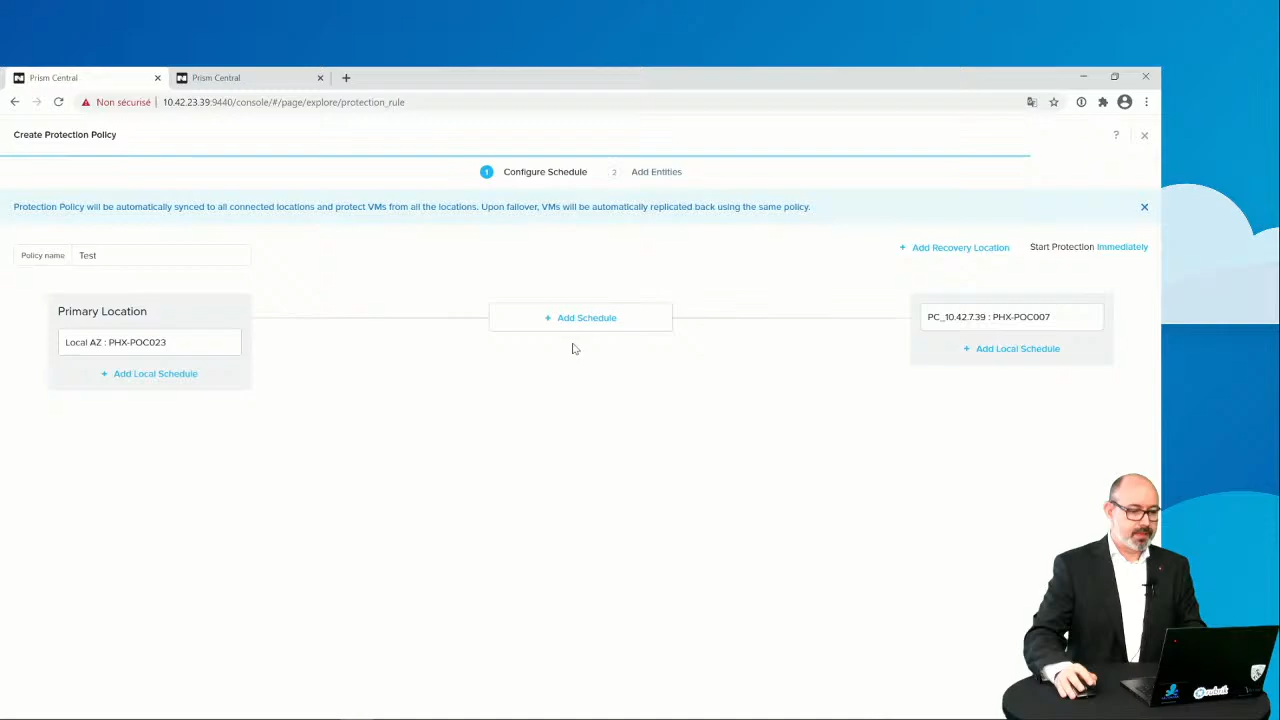 Prism Central
Prism Central
Non sécurisé
10.42.23.39:9440/console/#/page/explore/protection_rule
Create Protection Policy
?
1 Configure Schedule
2 Add Entities
Protection Policy will be automatically synced to all connected locations and protect VMs from all the locations. Upon failover, VMs will be automatically replicated back using the same policy.
Policy name Test
+ Add Recovery Location
Start Protection Immediately
Primary Location
Local AZ : PHX-POC023
+ Add Local Schedule
+ Add Schedule
PC_10.42.7.39 : PHX-POC007
+ Add Local Schedule
rubrik